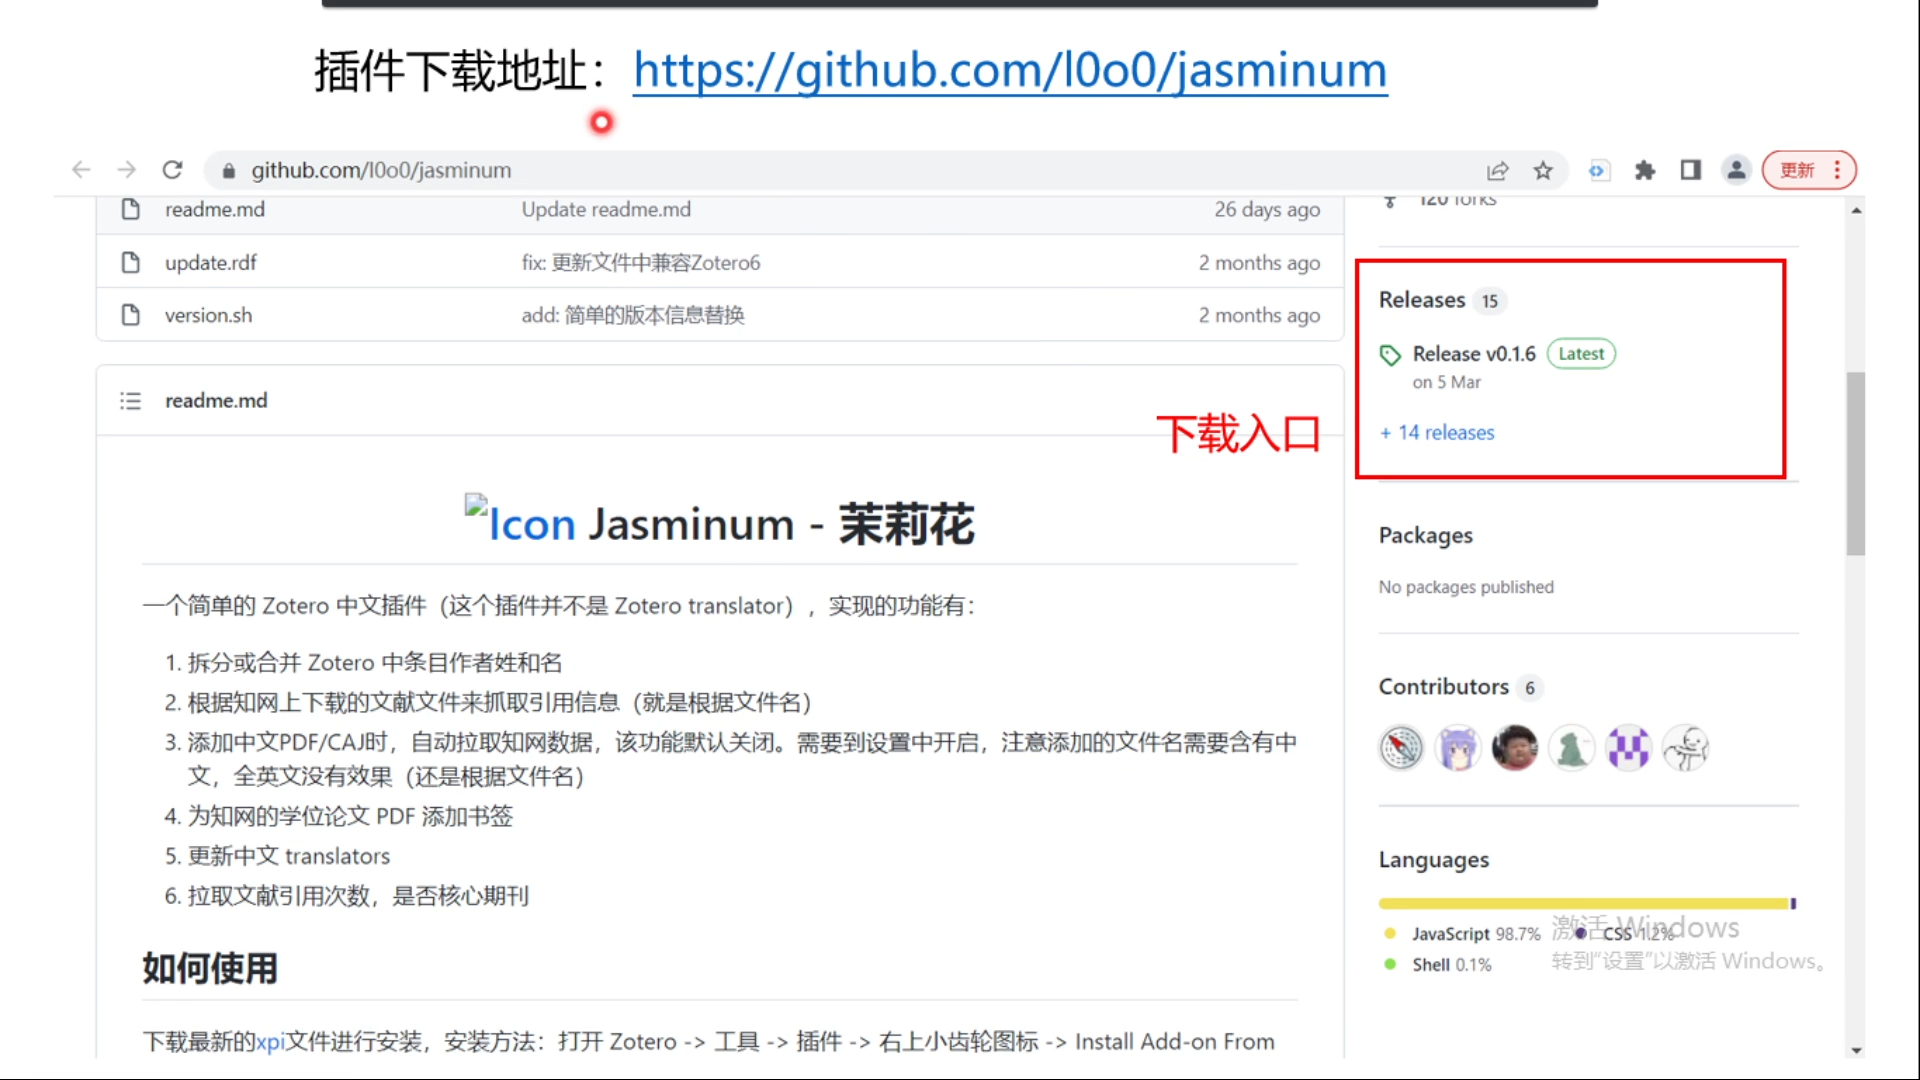 插件下载地址：https://github.com/l0o0/jasminum
github.com/l0o0/jasminum
更新
readme.md Update readme.md 26 days ago
update.rdf fix: 更新文件中兼容Zotero6 2 months ago
version.sh add: 简单的版本信息替换 2 months ago
readme.md
下载入口
Icon Jasminum - 茉莉花
一个简单的 Zotero 中文插件（这个插件并不是 Zotero translator），实现的功能有：
1. 拆分或合并 Zotero 中条目作者姓和名
2. 根据知网上下载的文献文件来抓取引用信息（就是根据文件名）
3. 添加中文PDF/CAJ时，自动拉取知网数据，该功能默认关闭。需要到设置中开启，注意添加的文件名需要含有中
文，全英文没有效果（还是根据文件名）
4. 为知网的学位论文 PDF 添加书签
5. 更新中文 translators
6. 拉取文献引用次数，是否核心期刊
如何使用
下载最新的xpi文件进行安装，安装方法：打开 Zotero -> 工具 -> 插件 -> 右上小齿轮图标 -> Install Add-on From
120 forks
Releases 15
Release v0.1.6 Latest
on 5 Mar
+ 14 releases
Packages
No packages published
Contributors 6
Languages
JavaScript 98.7% CSS 1.2%
Shell 0.1%
激活 Windows
转到“设置”以激活 Windows。